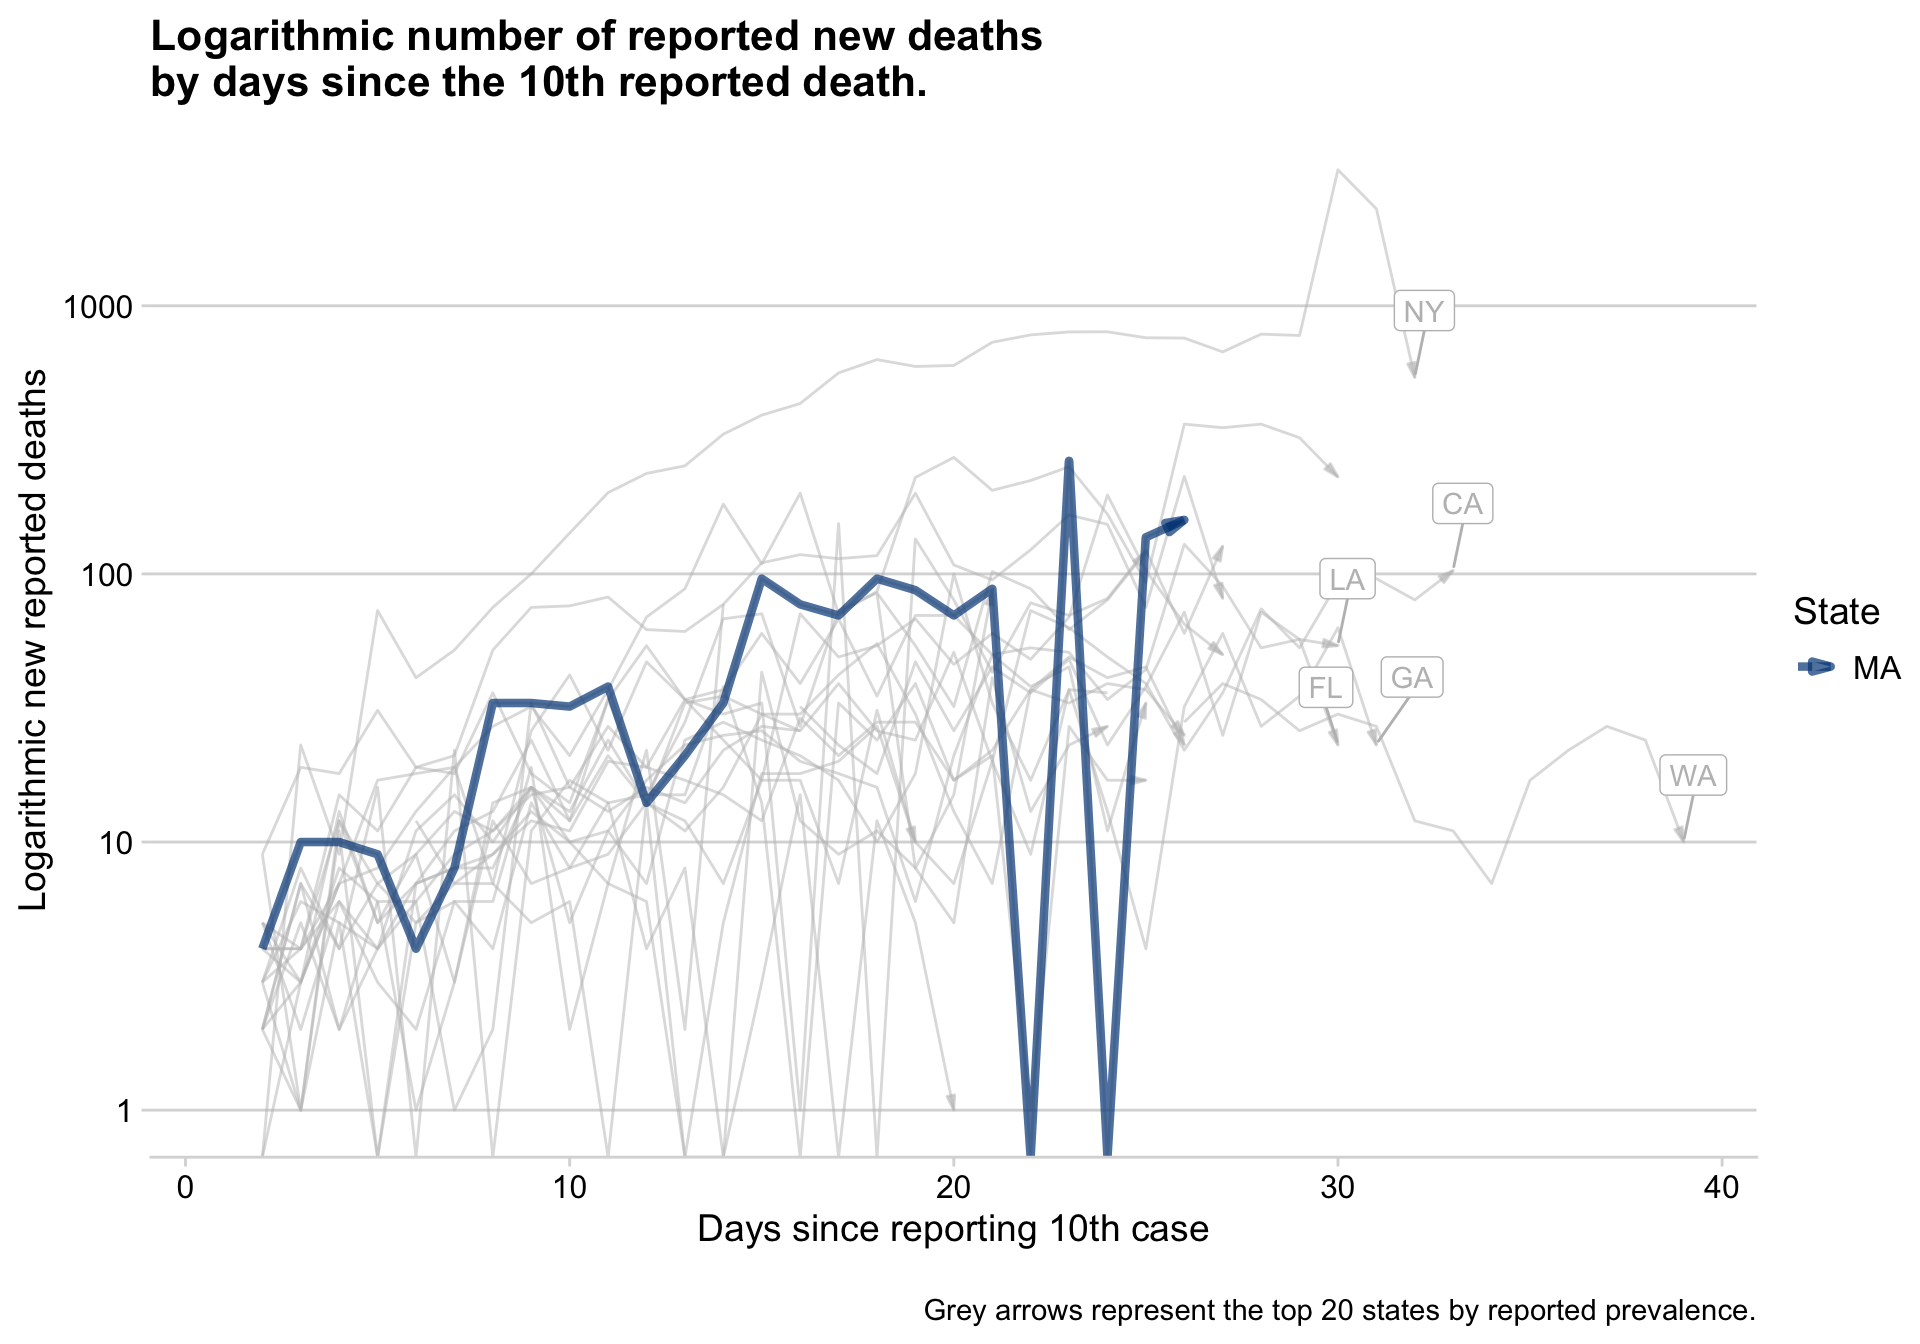 Logarithmic number of reported new deaths
by days since the 10th reported death.
Logarithmic new reported deaths
1000
100
10
1
NY
CA
LA
FL
GA
WA
State
MA
0 10 20 30 40
Days since reporting 10th case
Grey arrows represent the top 20 states by reported prevalence.